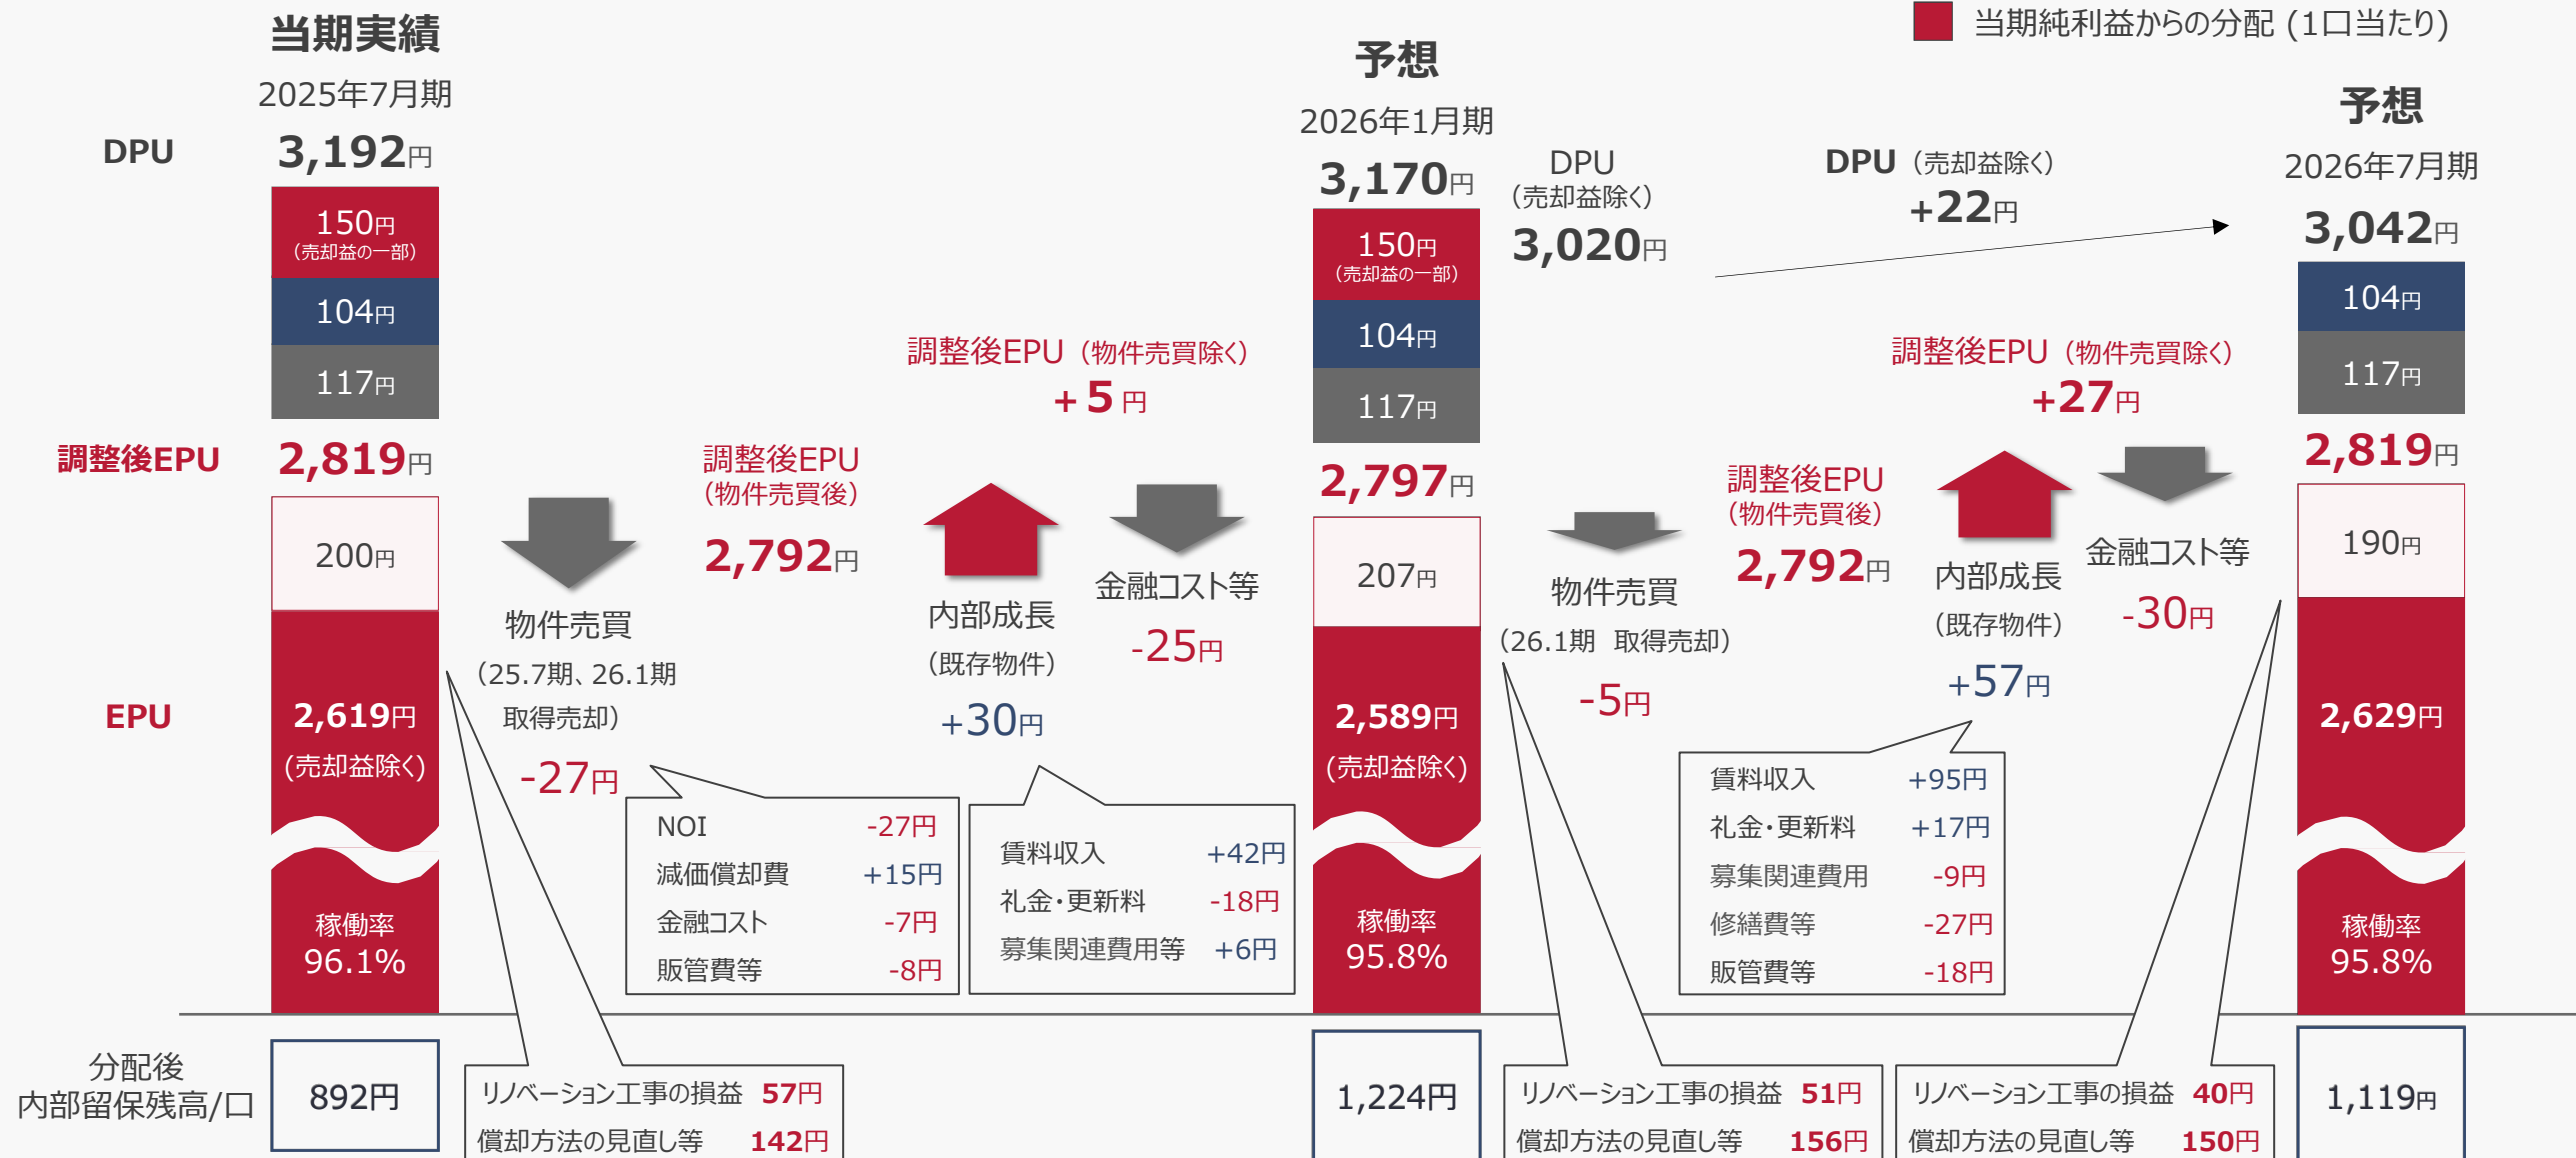 当期純利益からの分配 (1口当たり)
当期実績
2025年7月期
DPU
3,192円
150円
(売却益の一部)
104円
117円
調整後EPU
2,819円
200円
EPU
2,619円
(売却益除く)
稼働率
96.1%
分配後
内部留保残高/口
892円
物件売買
(25.7期、26.1期
取得売却)
-27円
NOI -27円
減価償却費 +15円
金融コスト -7円
販管費等 -8円
リノベーション工事の損益 57円
償却方法の見直し等 142円
調整後EPU
(物件売買後)
2,792円
調整後EPU (物件売買除く)
+5円
内部成長
(既存物件)
+30円
賃料収入 +42円
礼金・更新料 -18円
募集関連費用等 +6円
金融コスト等
-25円
予想
2026年1月期
3,170円
150円
(売却益の一部)
104円
117円
2,797円
207円
2,589円
(売却益除く)
稼働率
95.8%
1,224円
DPU
(売却益除く)
3,020円
DPU (売却益除く)
+22円
物件売買
(26.1期 取得売却)
-5円
リノベーション工事の損益 51円
償却方法の見直し等 156円
調整後EPU
(物件売買後)
2,792円
調整後EPU (物件売買除く)
+27円
内部成長
(既存物件)
+57円
賃料収入 +95円
礼金・更新料 +17円
募集関連費用 -9円
修繕費等 -27円
販管費等 -18円
金融コスト等
-30円
リノベーション工事の損益 40円
償却方法の見直し等 150円
予想
2026年7月期
3,042円
104円
117円
2,819円
190円
2,629円
稼働率
95.8%
1,119円